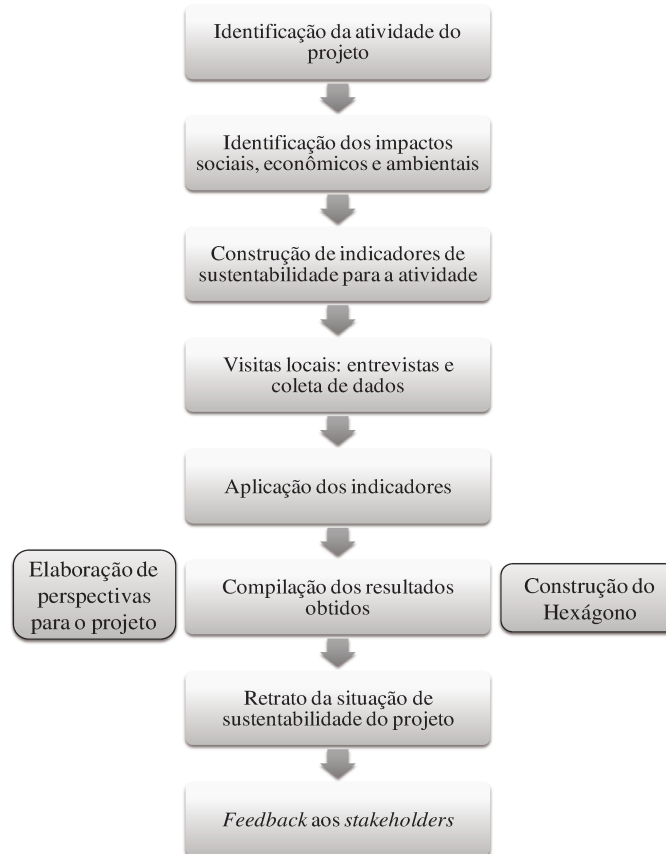 Identificação da atividade do
projeto
Identificação dos impactos
sociais, econômicos e ambientais
Construção de indicadores de
sustentabilidade para a atividade
Visitas locais: entrevistas e
coleta de dados
Aplicação dos indicadores
Elaboração de
perspectivas
para o projeto
Compilação dos resultados
obtidos
Construção do
Hexágono
Retrato da situação de
sustentabilidade do projeto
Feedback aos stakeholders